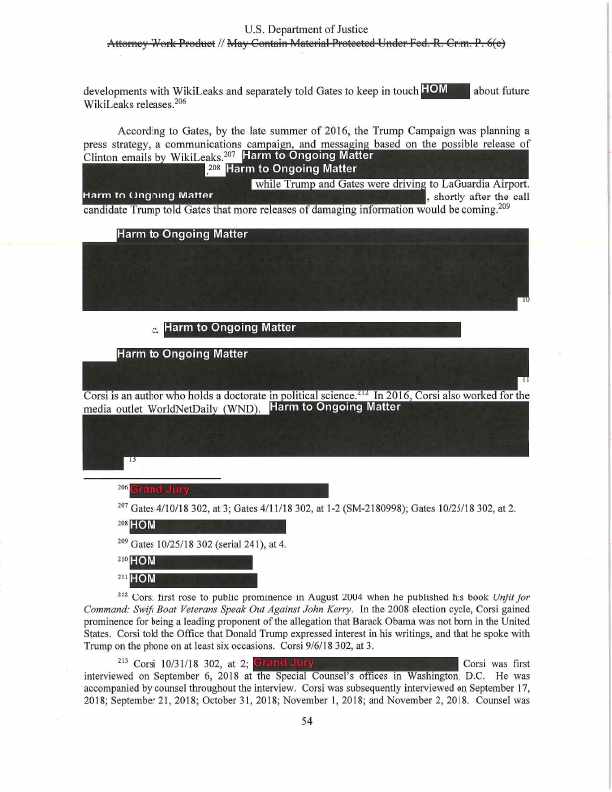 U.S. Department of Justice
Attorney Work Product // May Contain Material Protected Under Fed. R. Crim. P. 6(e)
developments with WikiLeaks and separately told Gates to keep in touch HOM about future
WikiLeaks releases.206
According to Gates, by the late summer of 2016, the Trump Campaign was planning a
press strategy, a communications campaign, and messaging based on the possible release of
Clinton emails by WikiLeaks.207 Harm to Ongoing Matter
.208 Harm to Ongoing Matter
while Trump and Gates were driving to LaGuardia Airport.
Harm to Ongoing Matter , shortly after the call
candidate Trump told Gates that more releases of damaging information would be coming.209
Harm to Ongoing Matter
10
c. Harm to Ongoing Matter
Harm to Ongoing Matter
11
Corsi is an author who holds a doctorate in political science.212 In 2016, Corsi also worked for the
media outlet WorldNetDaily (WND). Harm to Ongoing Matter
13
206 Grand Jury
207 Gates 4/10/18 302, at 3; Gates 4/11/18 302, at 1-2 (SM-2180998); Gates 10/25/18 302, at 2.
208 HOM
209 Gates 10/25/18 302 (serial 241), at 4.
210 HOM
211 HOM
212 Corsi first rose to public prominence in August 2004 when he published his book Unfit for
Command: Swift Boat Veterans Speak Out Against John Kerry. In the 2008 election cycle, Corsi gained
prominence for being a leading proponent of the allegation that Barack Obama was not born in the United
States. Corsi told the Office that Donald Trump expressed interest in his writings, and that he spoke with
Trump on the phone on at least six occasions. Corsi 9/6/18 302, at 3.
213 Corsi 10/31/18 302, at 2; Grand Jury Corsi was first
interviewed on September 6, 2018 at the Special Counsel's offices in Washington, D.C. He was
accompanied by counsel throughout the interview. Corsi was subsequently interviewed on September 17,
2018; September 21, 2018; October 31, 2018; November 1, 2018; and November 2, 2018. Counsel was
54